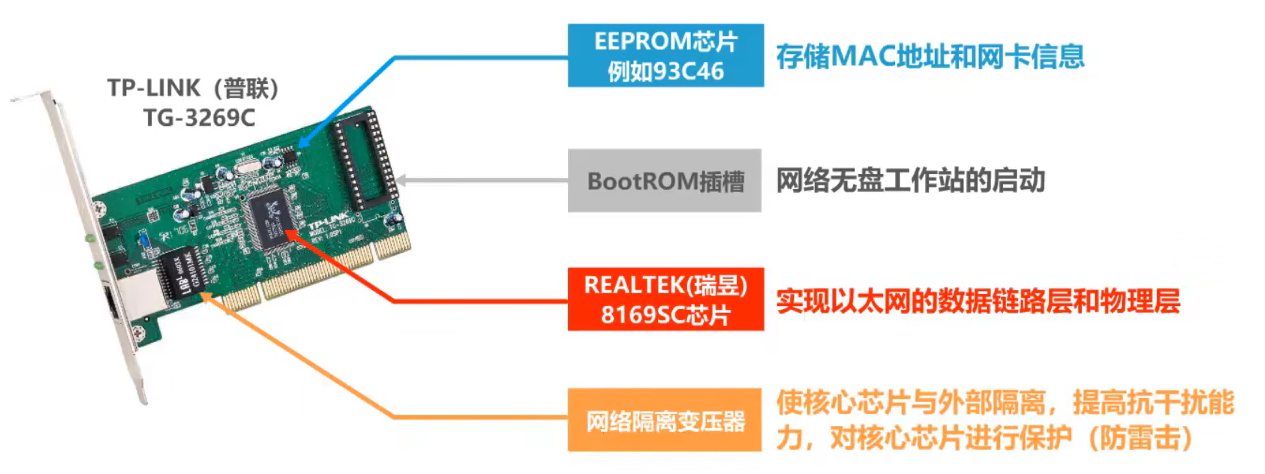 TP-LINK（普联）
TG-3269C
EEPROM芯片
例如93C46
存储MAC地址和网卡信息
BootROM插槽
网络无盘工作站的启动
REALTEK(瑞昱)
8169SC芯片
实现以太网的数据链路层和物理层
网络隔离变压器
使核心芯片与外部隔离，提高抗干扰能
力，对核心芯片进行保护（防雷击）
TP-LINK
MODEL: TG-3269C